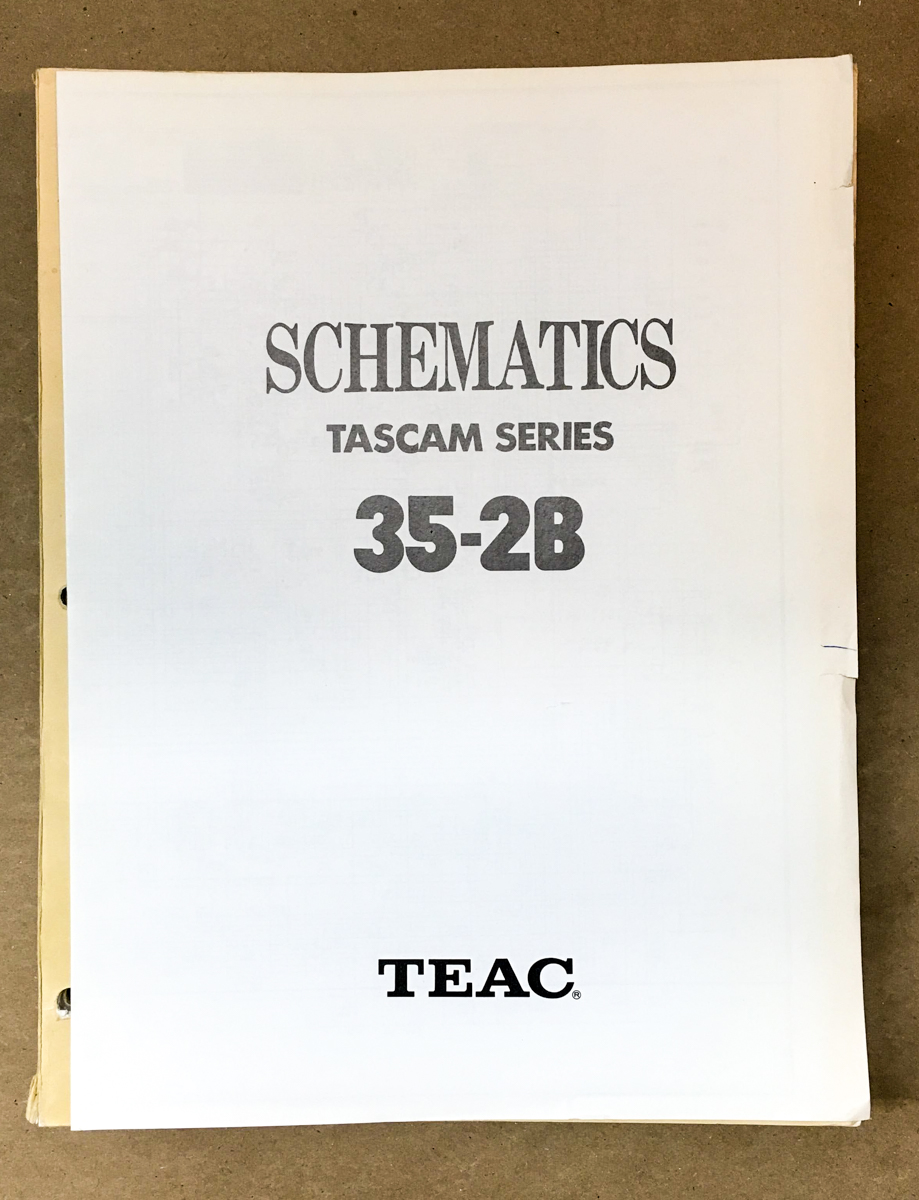 SCHEMATICS
TASCAM SERIES
35-2B
TEAC®